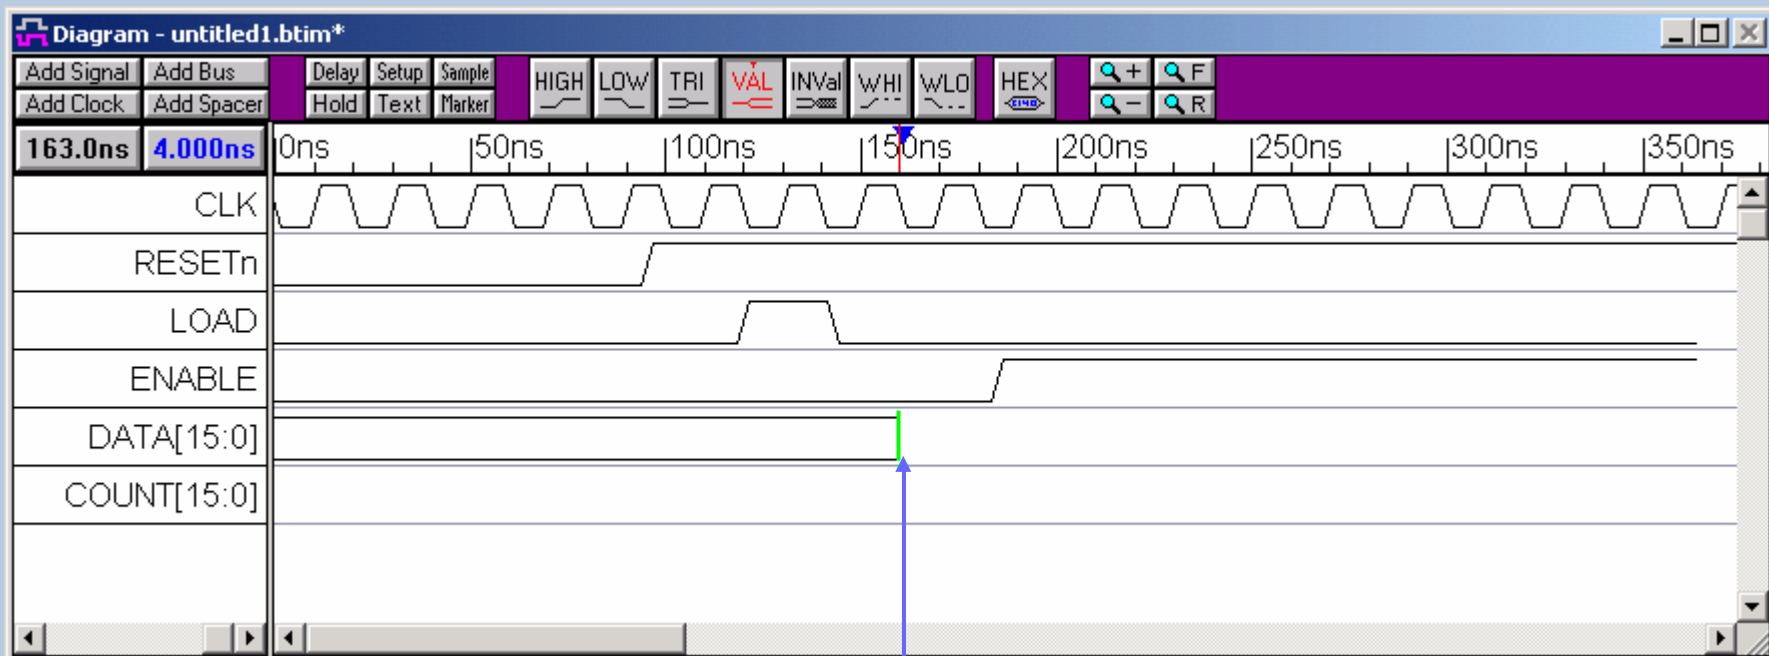 Diagram - untitled1.btim*
Add Signal Add Bus Delay Setup Sample HIGH LOW TRI VAL INVal WHI WLO HEX + F
Add Clock Add Spacer Hold Text Marker - R
163.0ns 4.000ns 0ns 50ns 100ns 150ns 200ns 250ns 300ns 350ns
CLK
RESETn
LOAD
ENABLE
DATA[15:0]
COUNT[15:0]